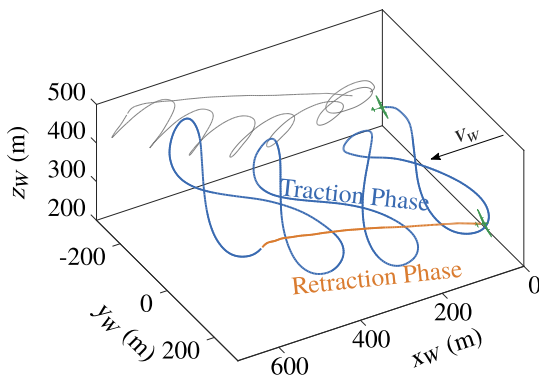 500
400
300
200
z_W (m)
-200
0
200
y_W (m)
600
400
200
0
x_W (m)
v_W
Traction Phase
Retraction Phase